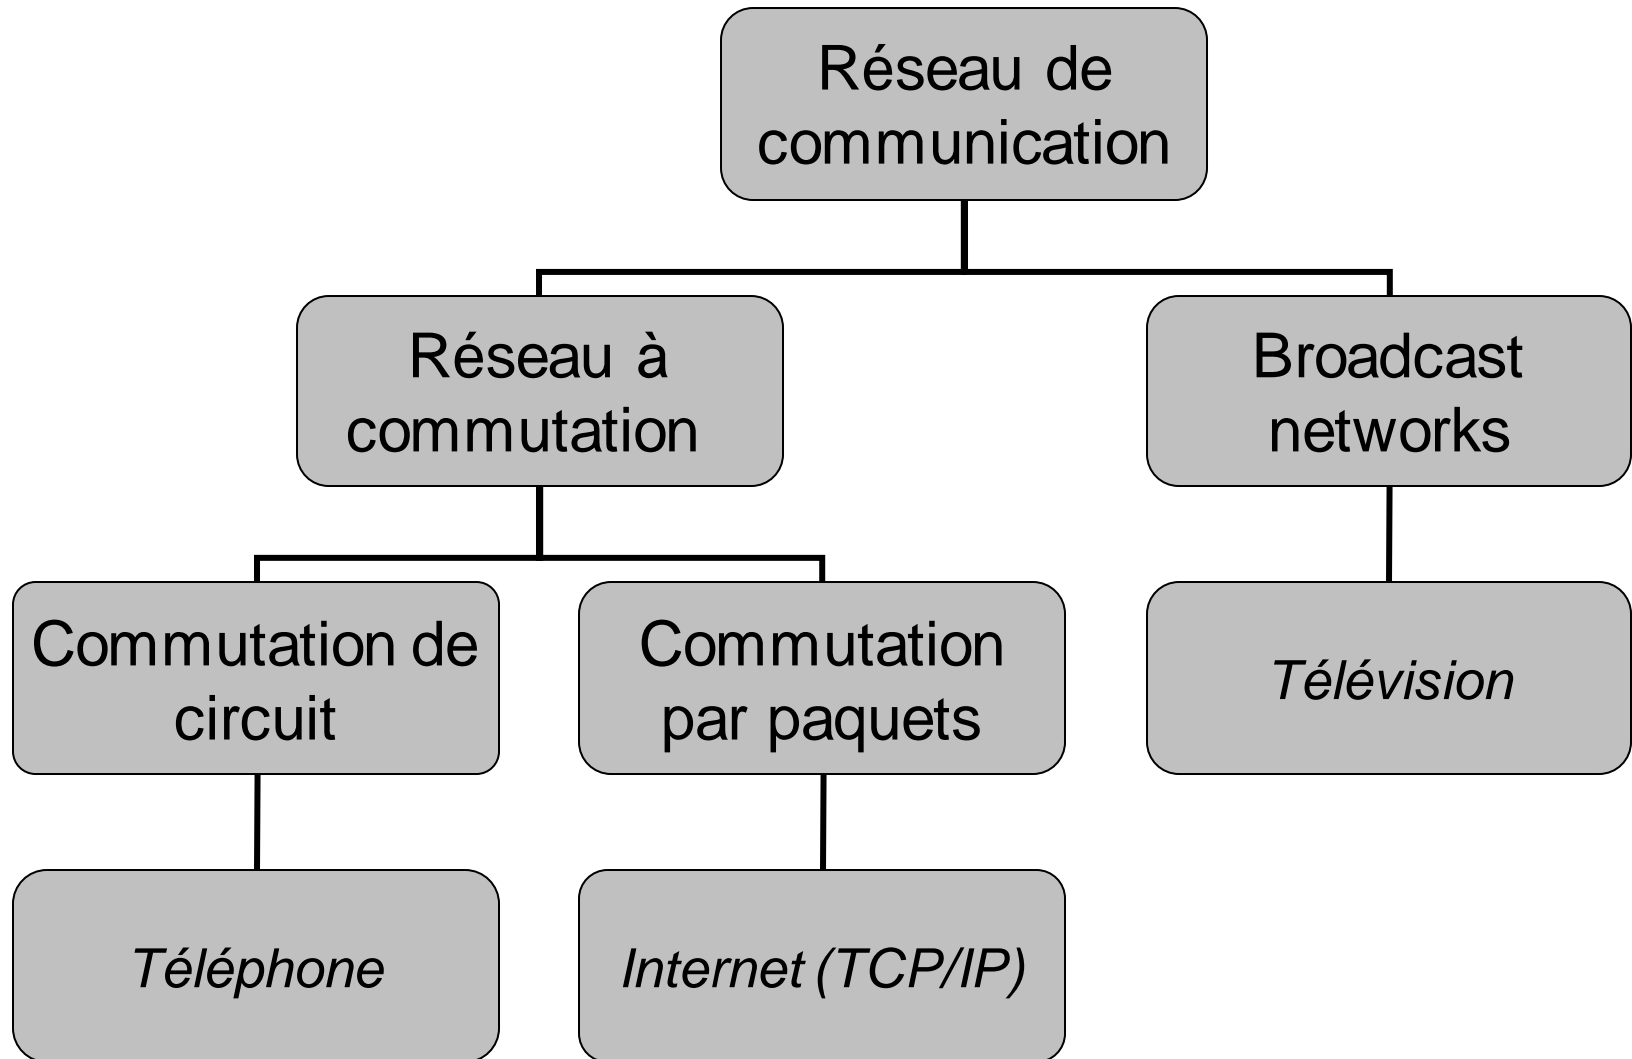 Réseau de
communication
Réseau à
commutation
Broadcast
networks
Commutation de
circuit
Commutation
par paquets
Télévision
Téléphone
Internet (TCP/IP)